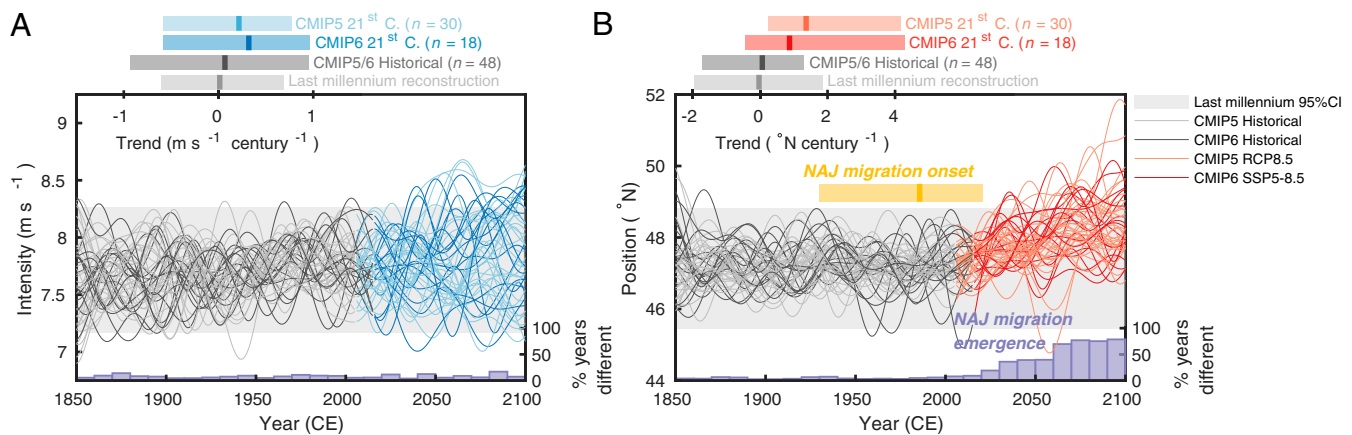 A
CMIP5 21st C. (n = 30)
CMIP6 21st C. (n = 18)
CMIP5/6 Historical (n = 48)
Last millennium reconstruction
-1 0 1
Trend (m s -1 century -1 )
9
8.5
8
7.5
7
Intensity (m s -1 )
100
50
0
% years different
1850 1900 1950 2000 2050 2100
Year (CE)
B
CMIP5 21st C. (n = 30)
CMIP6 21st C. (n = 18)
CMIP5/6 Historical (n = 48)
Last millennium reconstruction
-2 0 2 4
Trend ( °N century -1 )
52
50
48
46
44
Position ( °N)
NAJ migration onset
NAJ migration
emergence
100
50
0
% years different
1850 1900 1950 2000 2050 2100
Year (CE)
Last millennium 95%CI
CMIP5 Historical
CMIP6 Historical
CMIP5 RCP8.5
CMIP6 SSP5-8.5